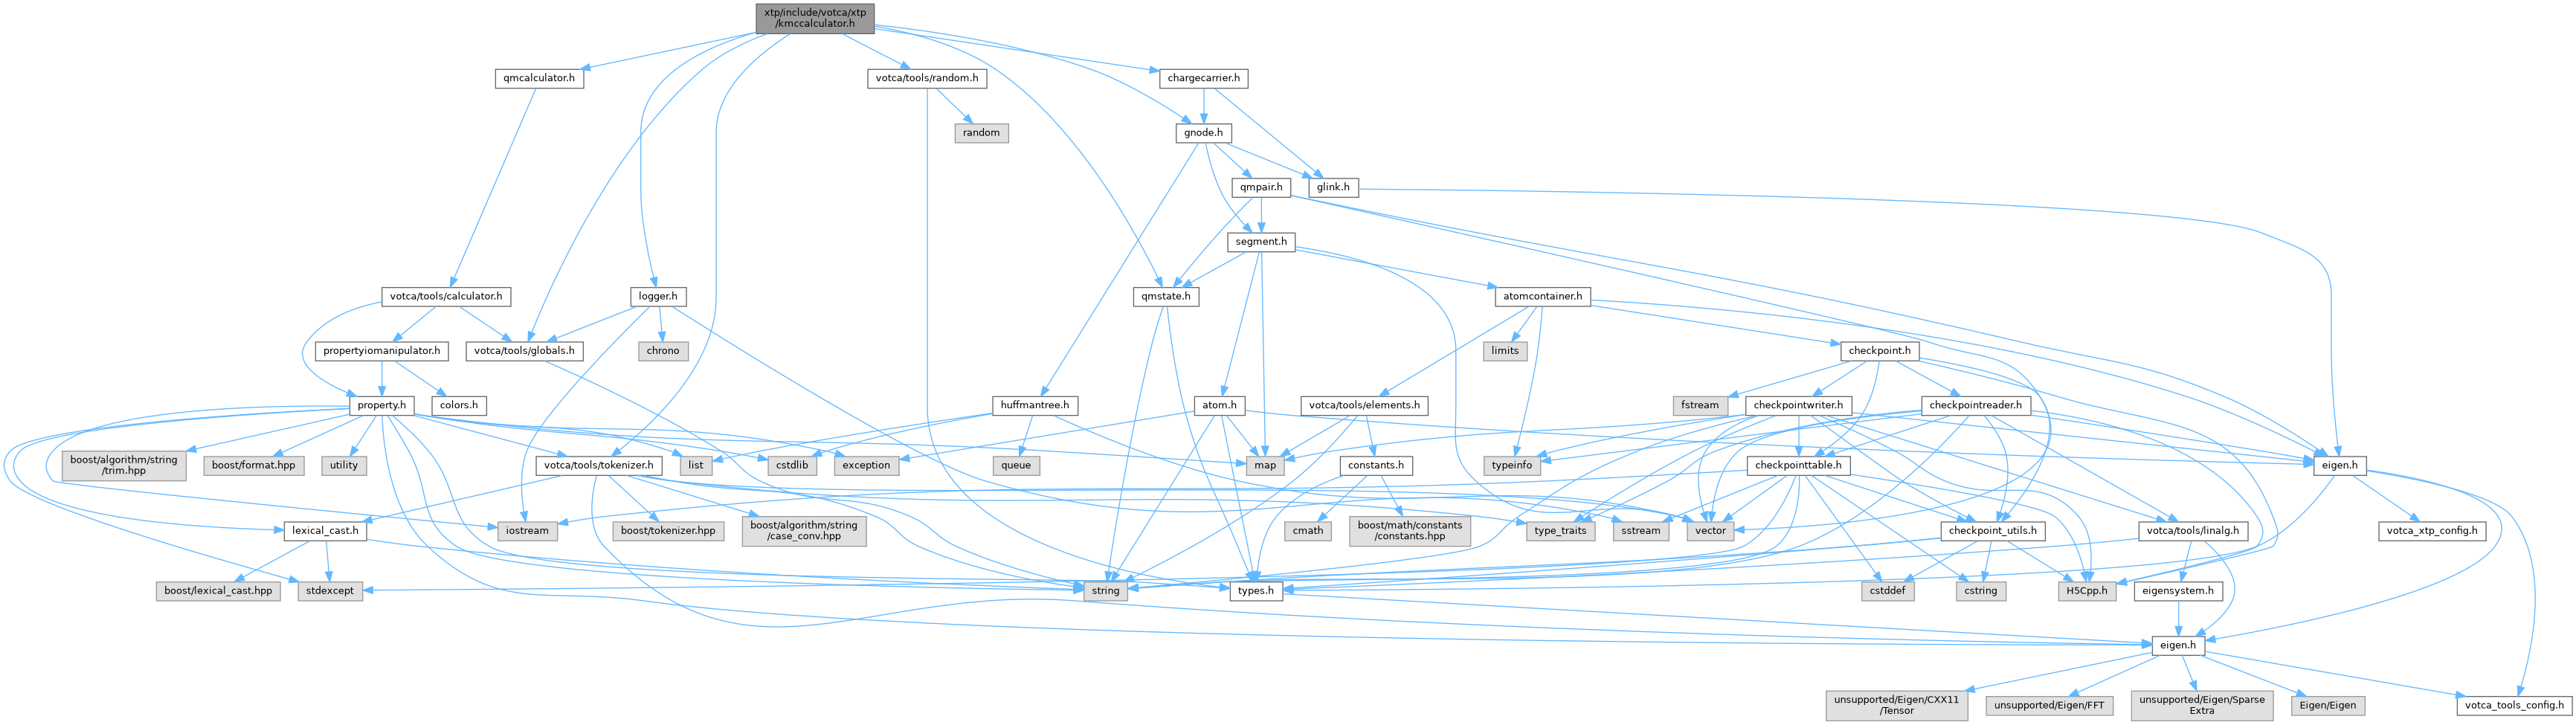 xtp/include/votca/xtp
/kmccalculator.h
qmcalculator.h
votca/tools/random.h
chargecarrier.h
random
gnode.h
qmpair.h
glink.h
segment.h
votca/tools/calculator.h
logger.h
qmstate.h
atomcontainer.h
propertyiomanipulator.h
votca/tools/globals.h
chrono
limits
checkpoint.h
property.h
colors.h
huffmantree.h
atom.h
votca/tools/elements.h
fstream
checkpointwriter.h
checkpointreader.h
boost/algorithm/string
/trim.hpp
boost/format.hpp
utility
votca/tools/tokenizer.h
list
cstdlib
exception
queue
map
constants.h
typeinfo
checkpointtable.h
eigen.h
lexical_cast.h
iostream
boost/tokenizer.hpp
boost/algorithm/string
/case_conv.hpp
type_traits
sstream
vector
cmath
boost/math/constants
/constants.hpp
checkpoint_utils.h
votca/tools/linalg.h
votca_xtp_config.h
boost/lexical_cast.hpp
stdexcept
string
types.h
cstddef
cstring
H5Cpp.h
eigensystem.h
eigen.h
unsupported/Eigen/CXX11
/Tensor
unsupported/Eigen/FFT
unsupported/Eigen/Sparse
Extra
Eigen/Eigen
votca_tools_config.h